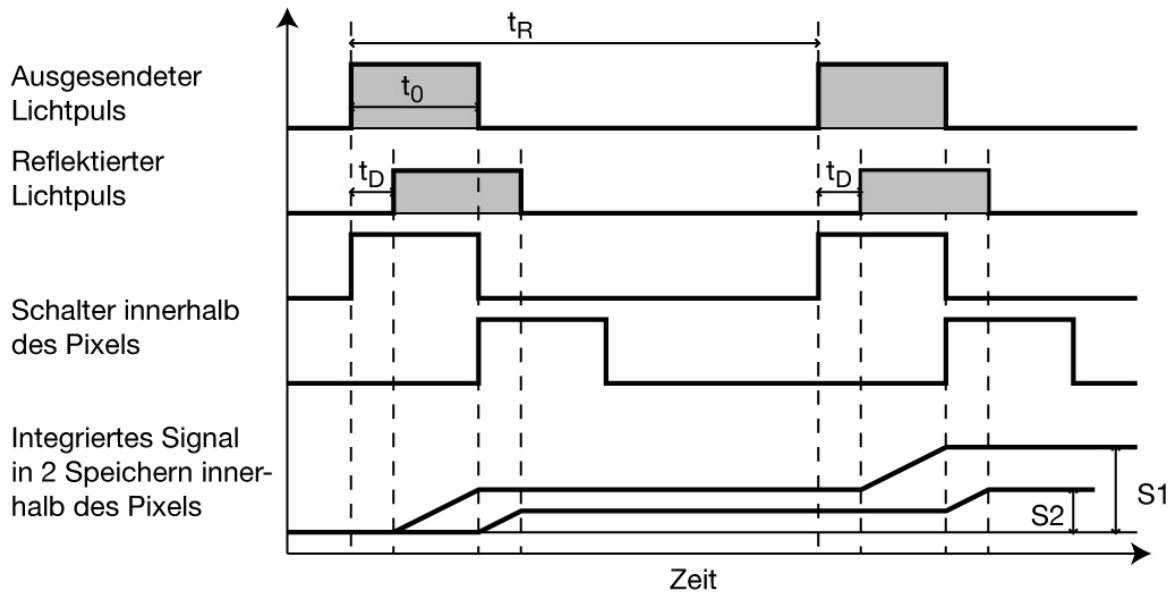 t_R
Ausgesendeter
Lichtpuls
t_0
Reflektierter
Lichtpuls
t_D
t_D
Schalter innerhalb
des Pixels
Integriertes Signal
in 2 Speichern inner-
halb des Pixels
S2
S1
Zeit